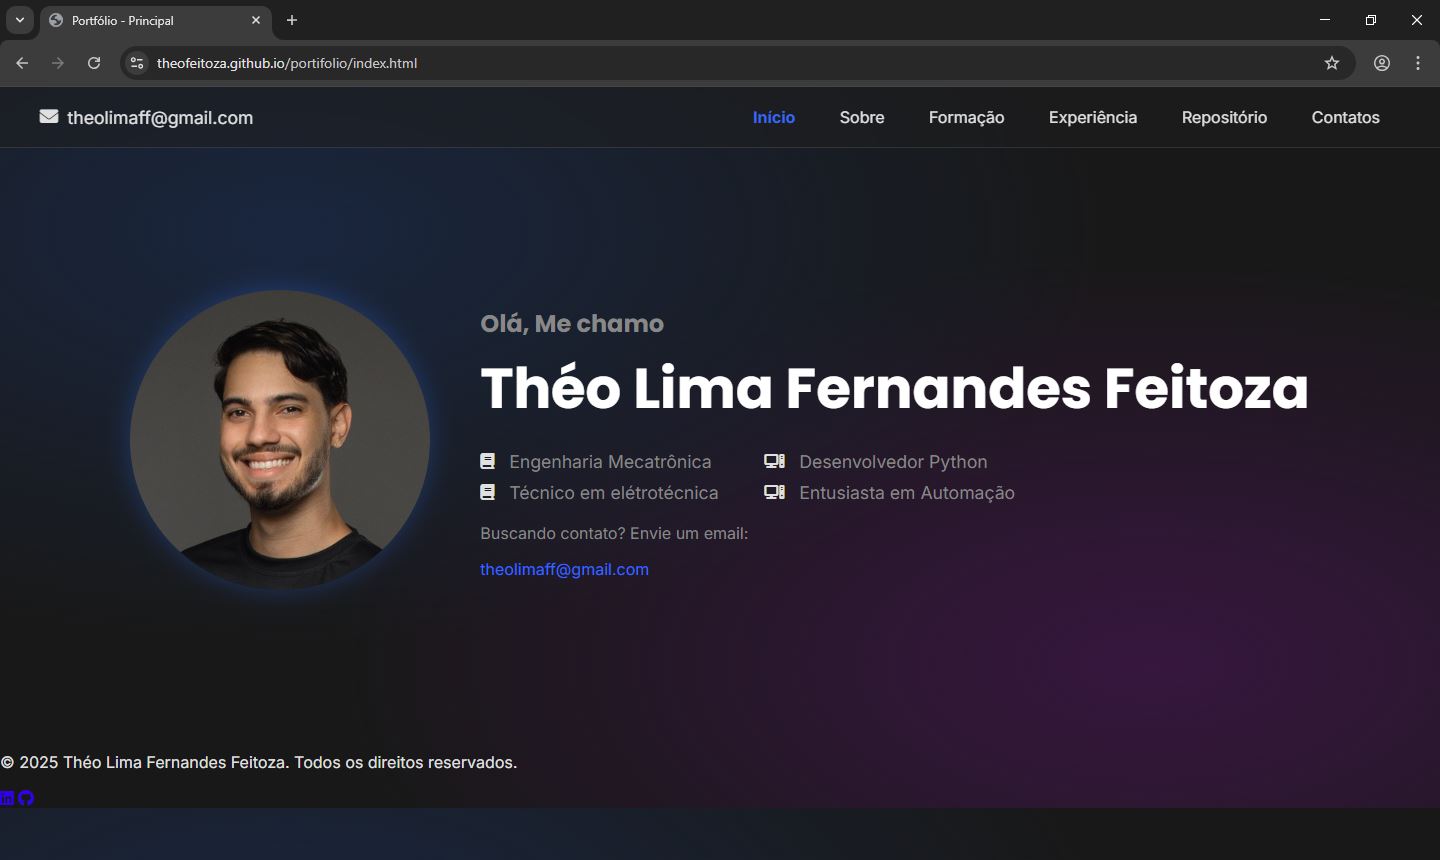 Portfólio - Principal
theofeitoza.github.io/portifolio/index.html
theolimaff@gmail.com
Início Sobre Formação Experiência Repositório Contatos
Olá, Me chamo
Théo Lima Fernandes Feitoza
Engenharia Mecatrônica Desenvolvedor Python
Técnico em elétrotécnica Entusiasta em Automação
Buscando contato? Envie um email:
theolimaff@gmail.com
© 2025 Théo Lima Fernandes Feitoza. Todos os direitos reservados.
in